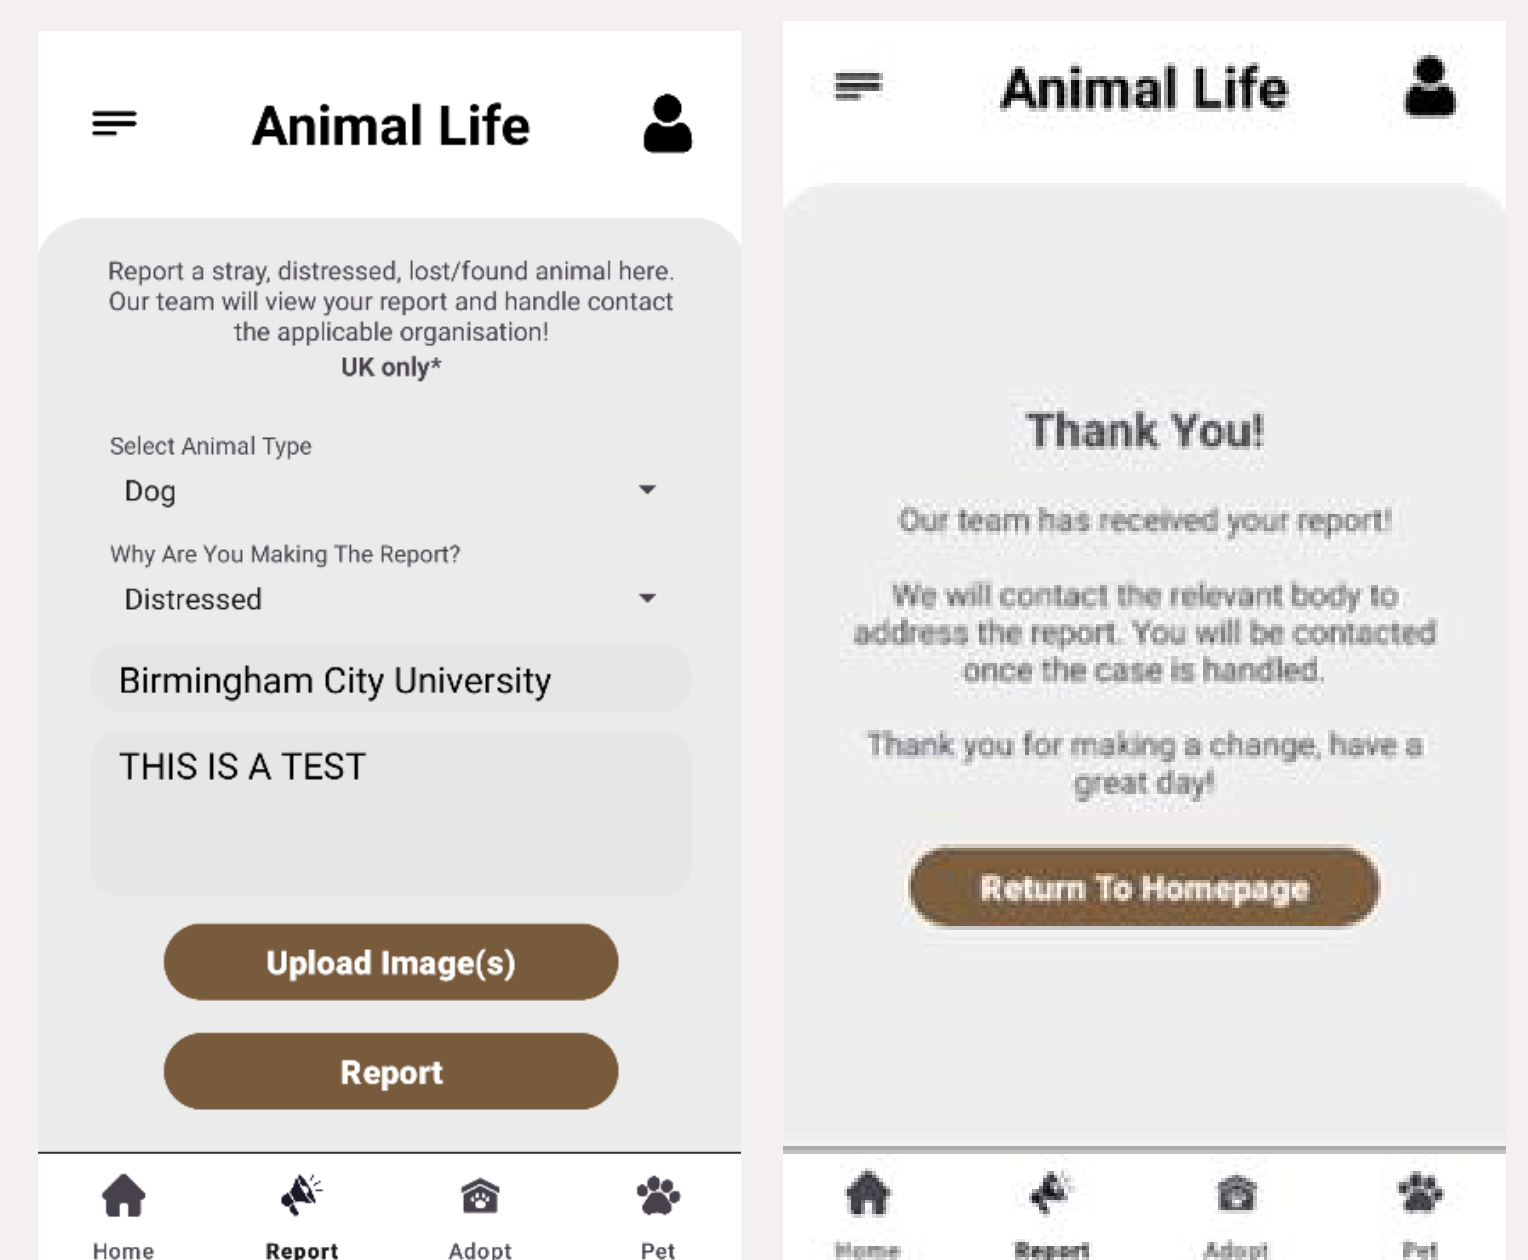 Animal Life
Report a stray, distressed, lost/found animal here.
Our team will view your report and handle contact
the applicable organisation!
UK only*
Select Animal Type
Dog
Why Are You Making The Report?
Distressed
Birmingham City University
THIS IS A TEST
Upload Image(s)
Report
Home
Report
Adopt
Pet
Animal Life
Thank You!
Our team has received your report!
We will contact the relevant body to
address the report. You will be contacted
once the case is handled.
Thank you for making a change, have a
great day!
Return To Homepage
Home
Report
Adopt
Pet